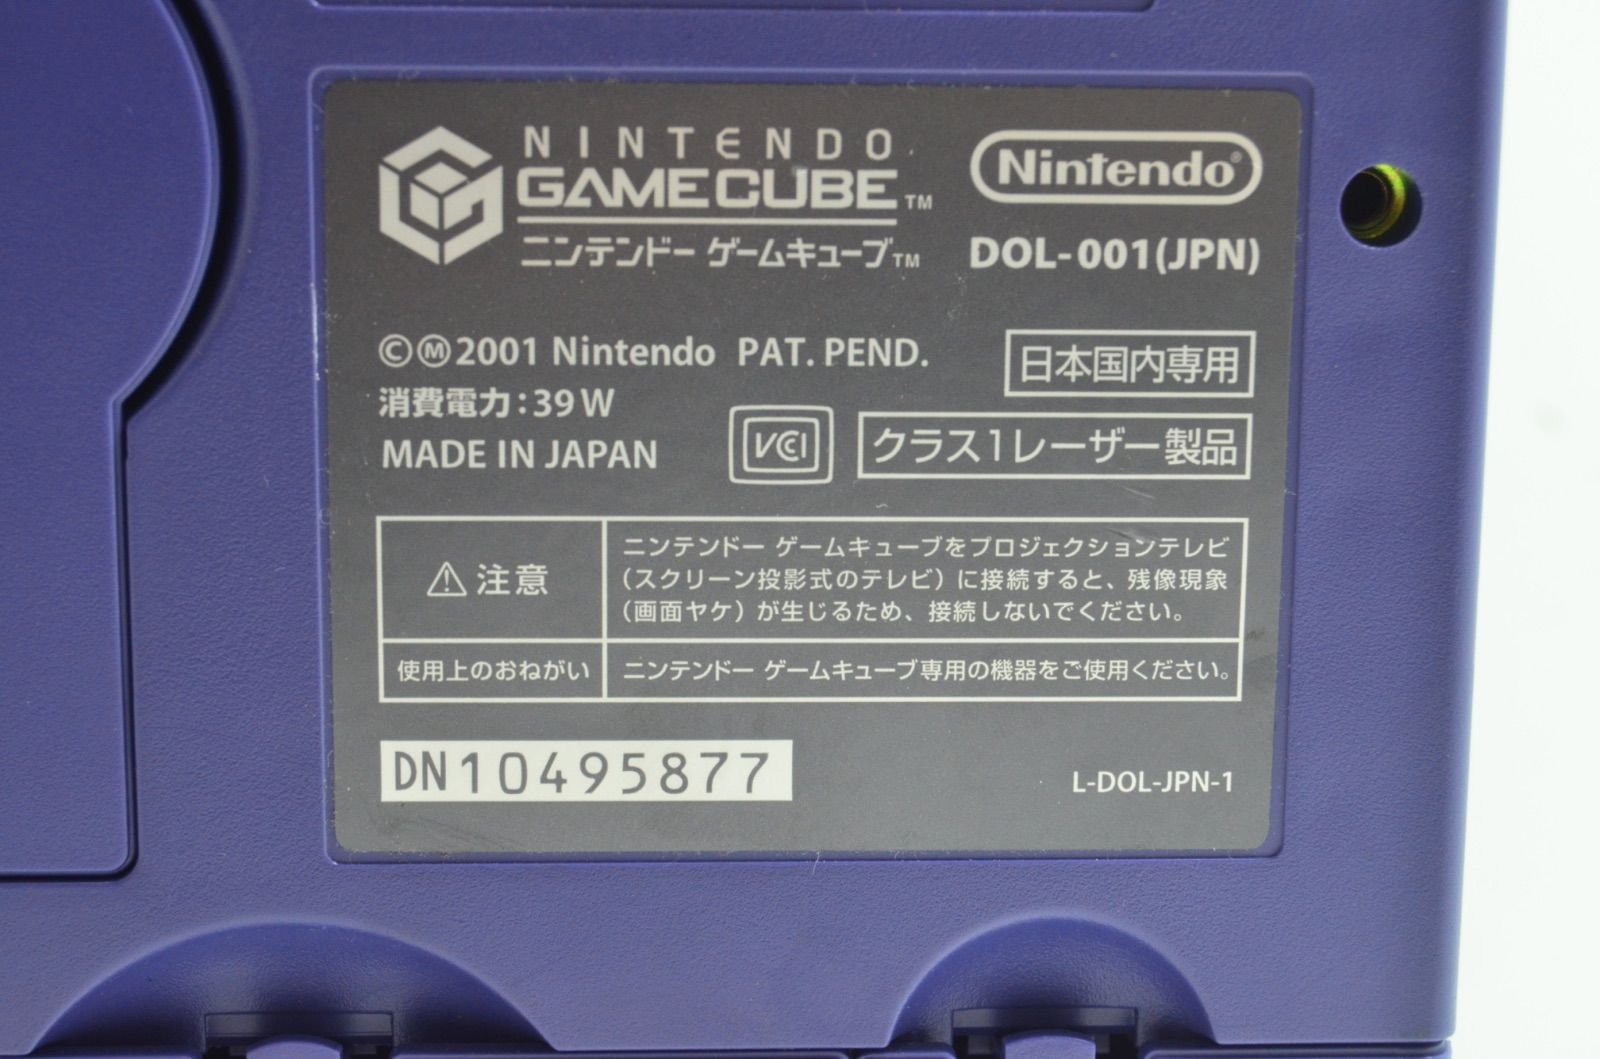 NINTENDO
GAMECUBE™
ニンテンドー ゲームキューブ™
Nintendo®
DOL-001(JPN)
©Ⓜ2001 Nintendo PAT. PEND.
日本国内専用
消費電力:39W
MADE IN JAPAN
VCI
クラス1レーザー製品
⚠注意
ニンテンドー ゲームキューブをプロジェクションテレビ
(スクリーン投影式のテレビ)に接続すると、残像現象
(画面ヤケ)が生じるため、接続しないでください。
使用上のおねがい
ニンテンドー ゲームキューブ専用の機器をご使用ください。
DN10495877
L-DOL-JPN-1